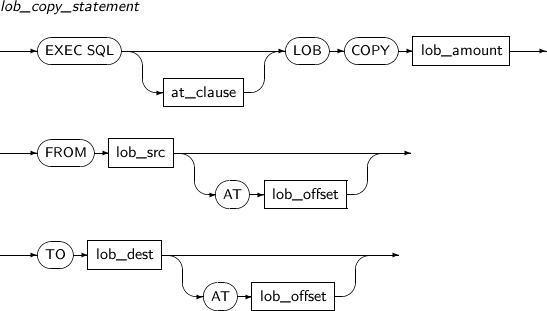 lob_copy_statement
EXEC SQL LOB COPY lob_amount
at_clause
FROM lob_src
AT lob_offset
TO lob_dest
AT lob_offset